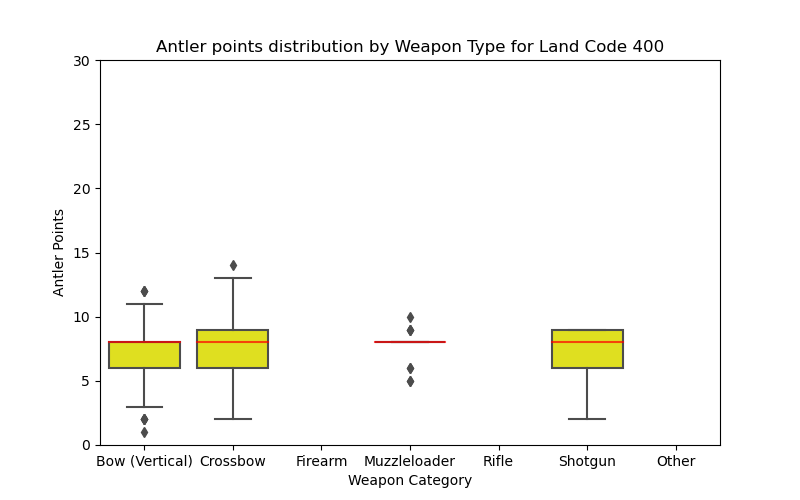 Antler points distribution by Weapon Type for Land Code 400
30
25
20
15
10
5
0
Antler Points
Bow (Vertical) Crossbow Firearm Muzzleloader Rifle Shotgun Other
Weapon Category